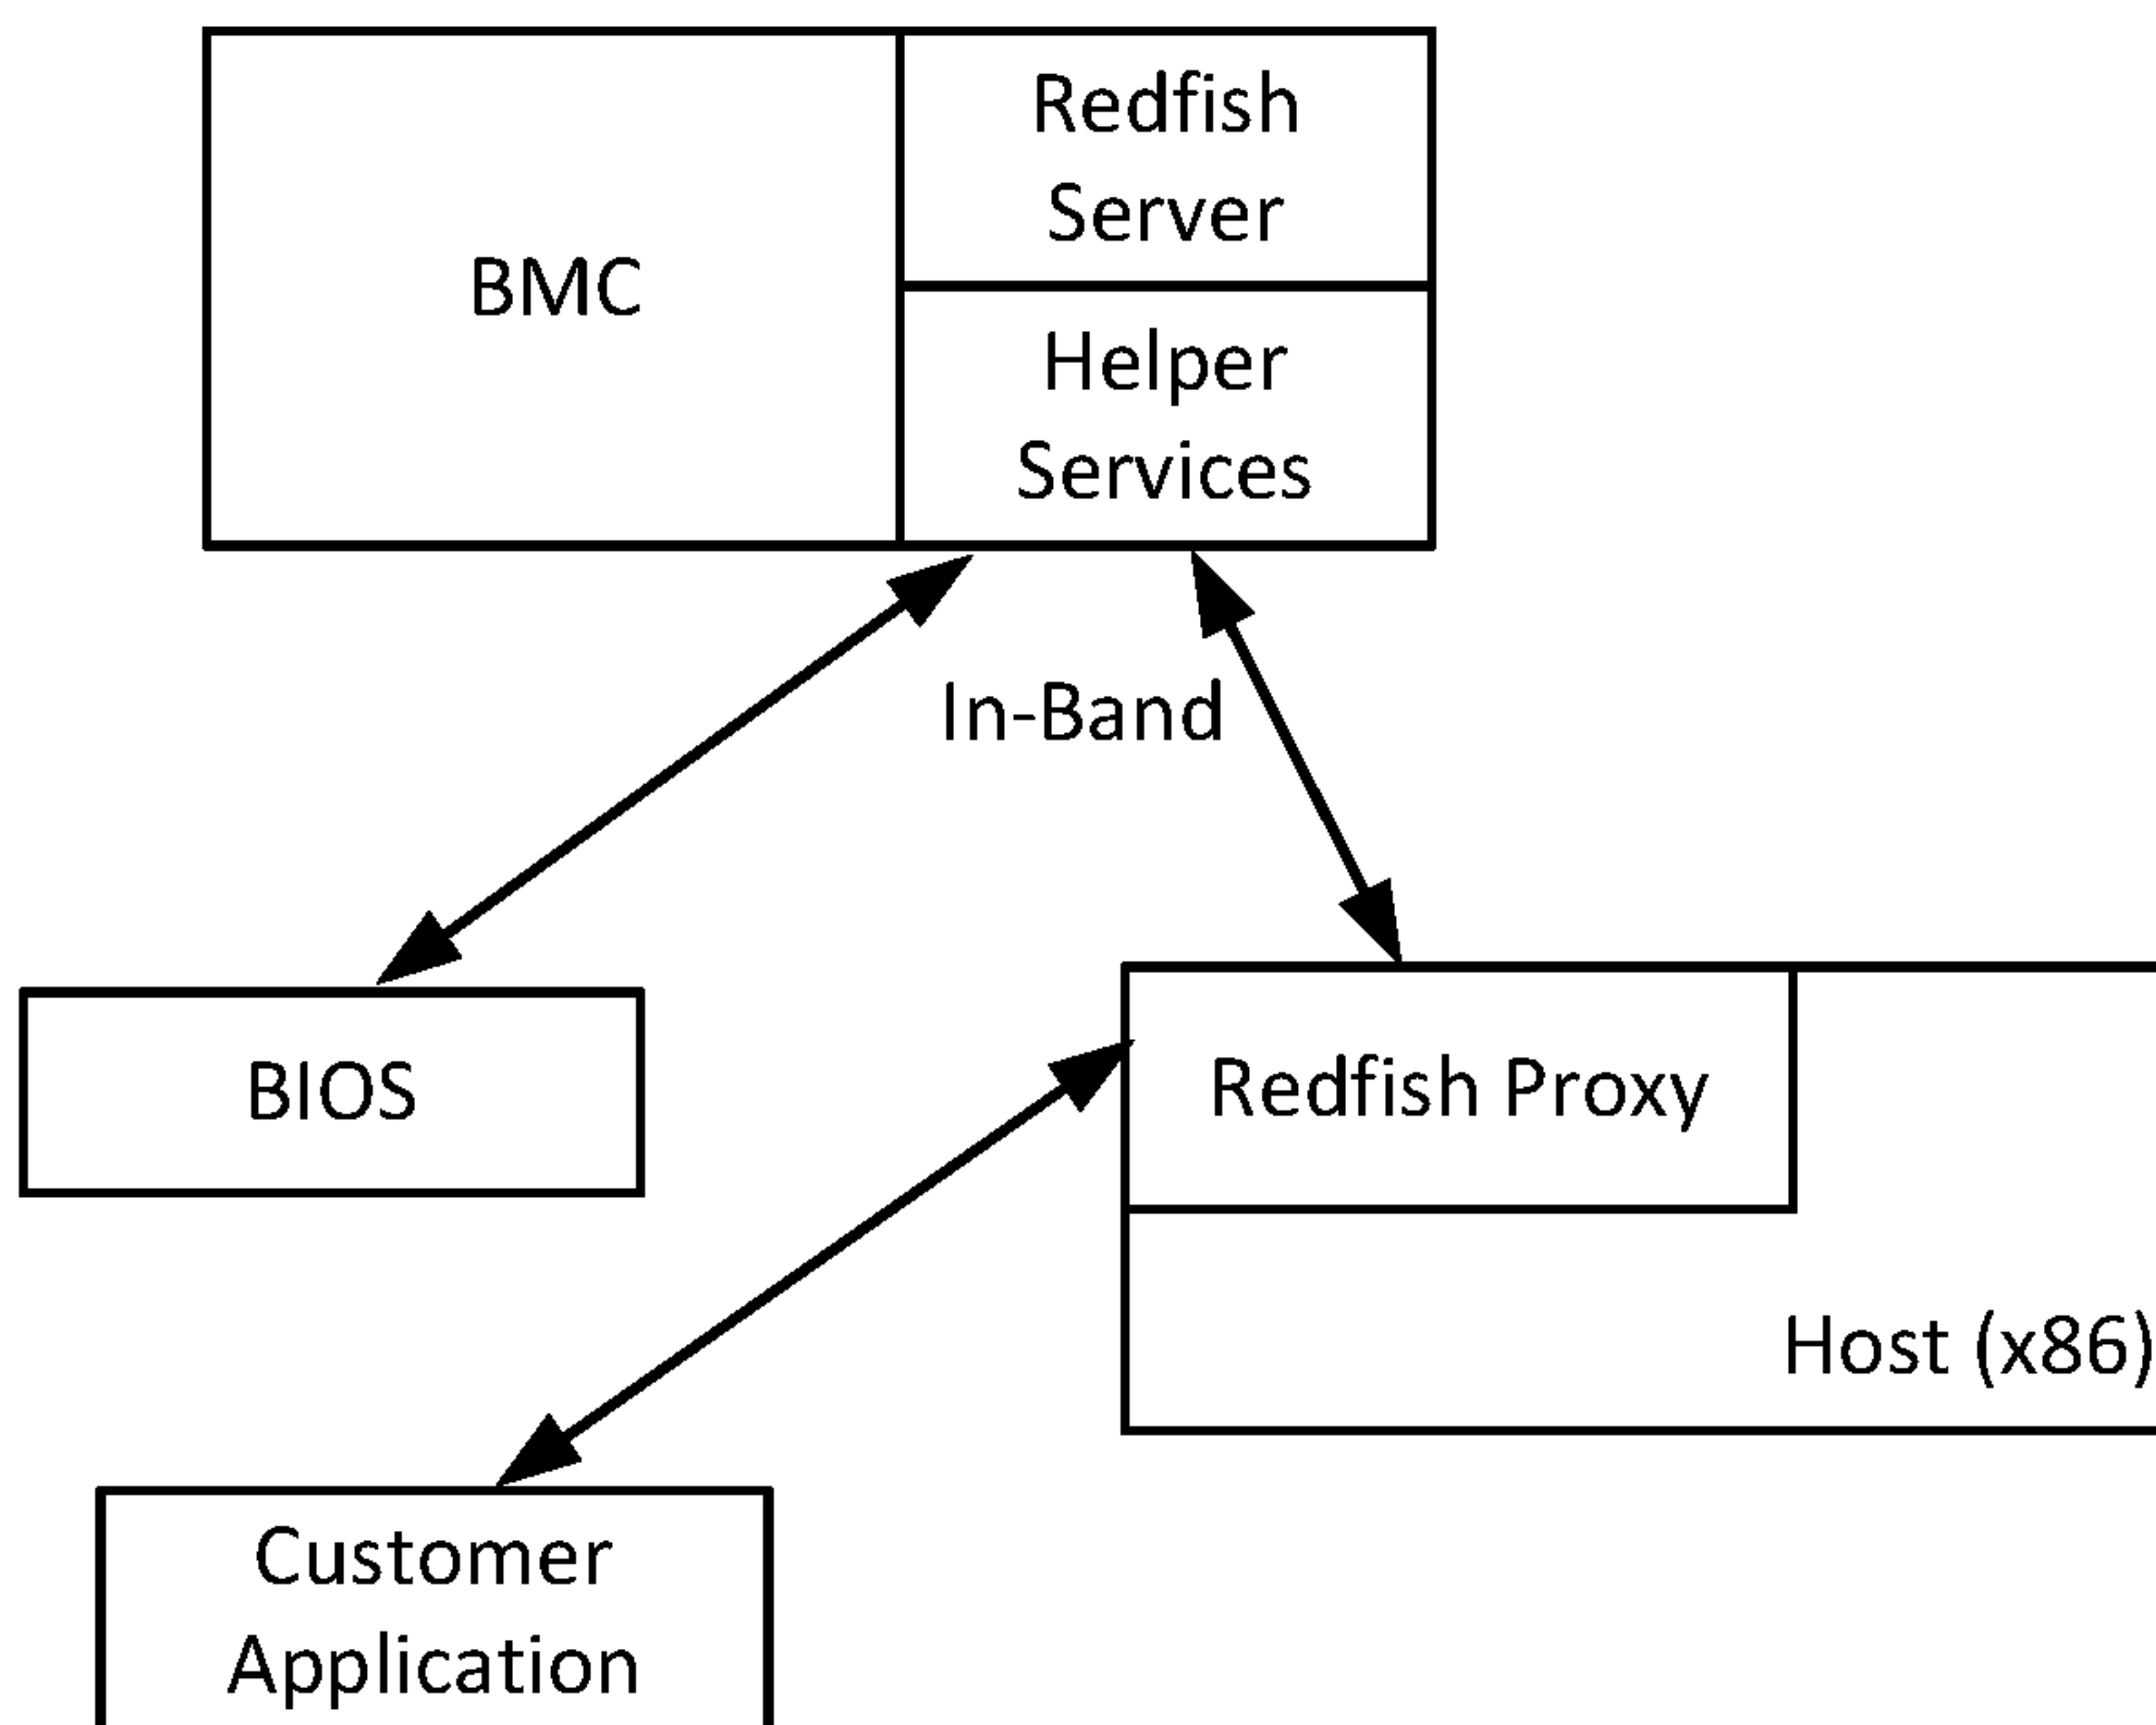 Redfish
Server
BMC
Helper
Services
In-Band
BIOS
Redfish Proxy
Host (x86)
Customer
Application